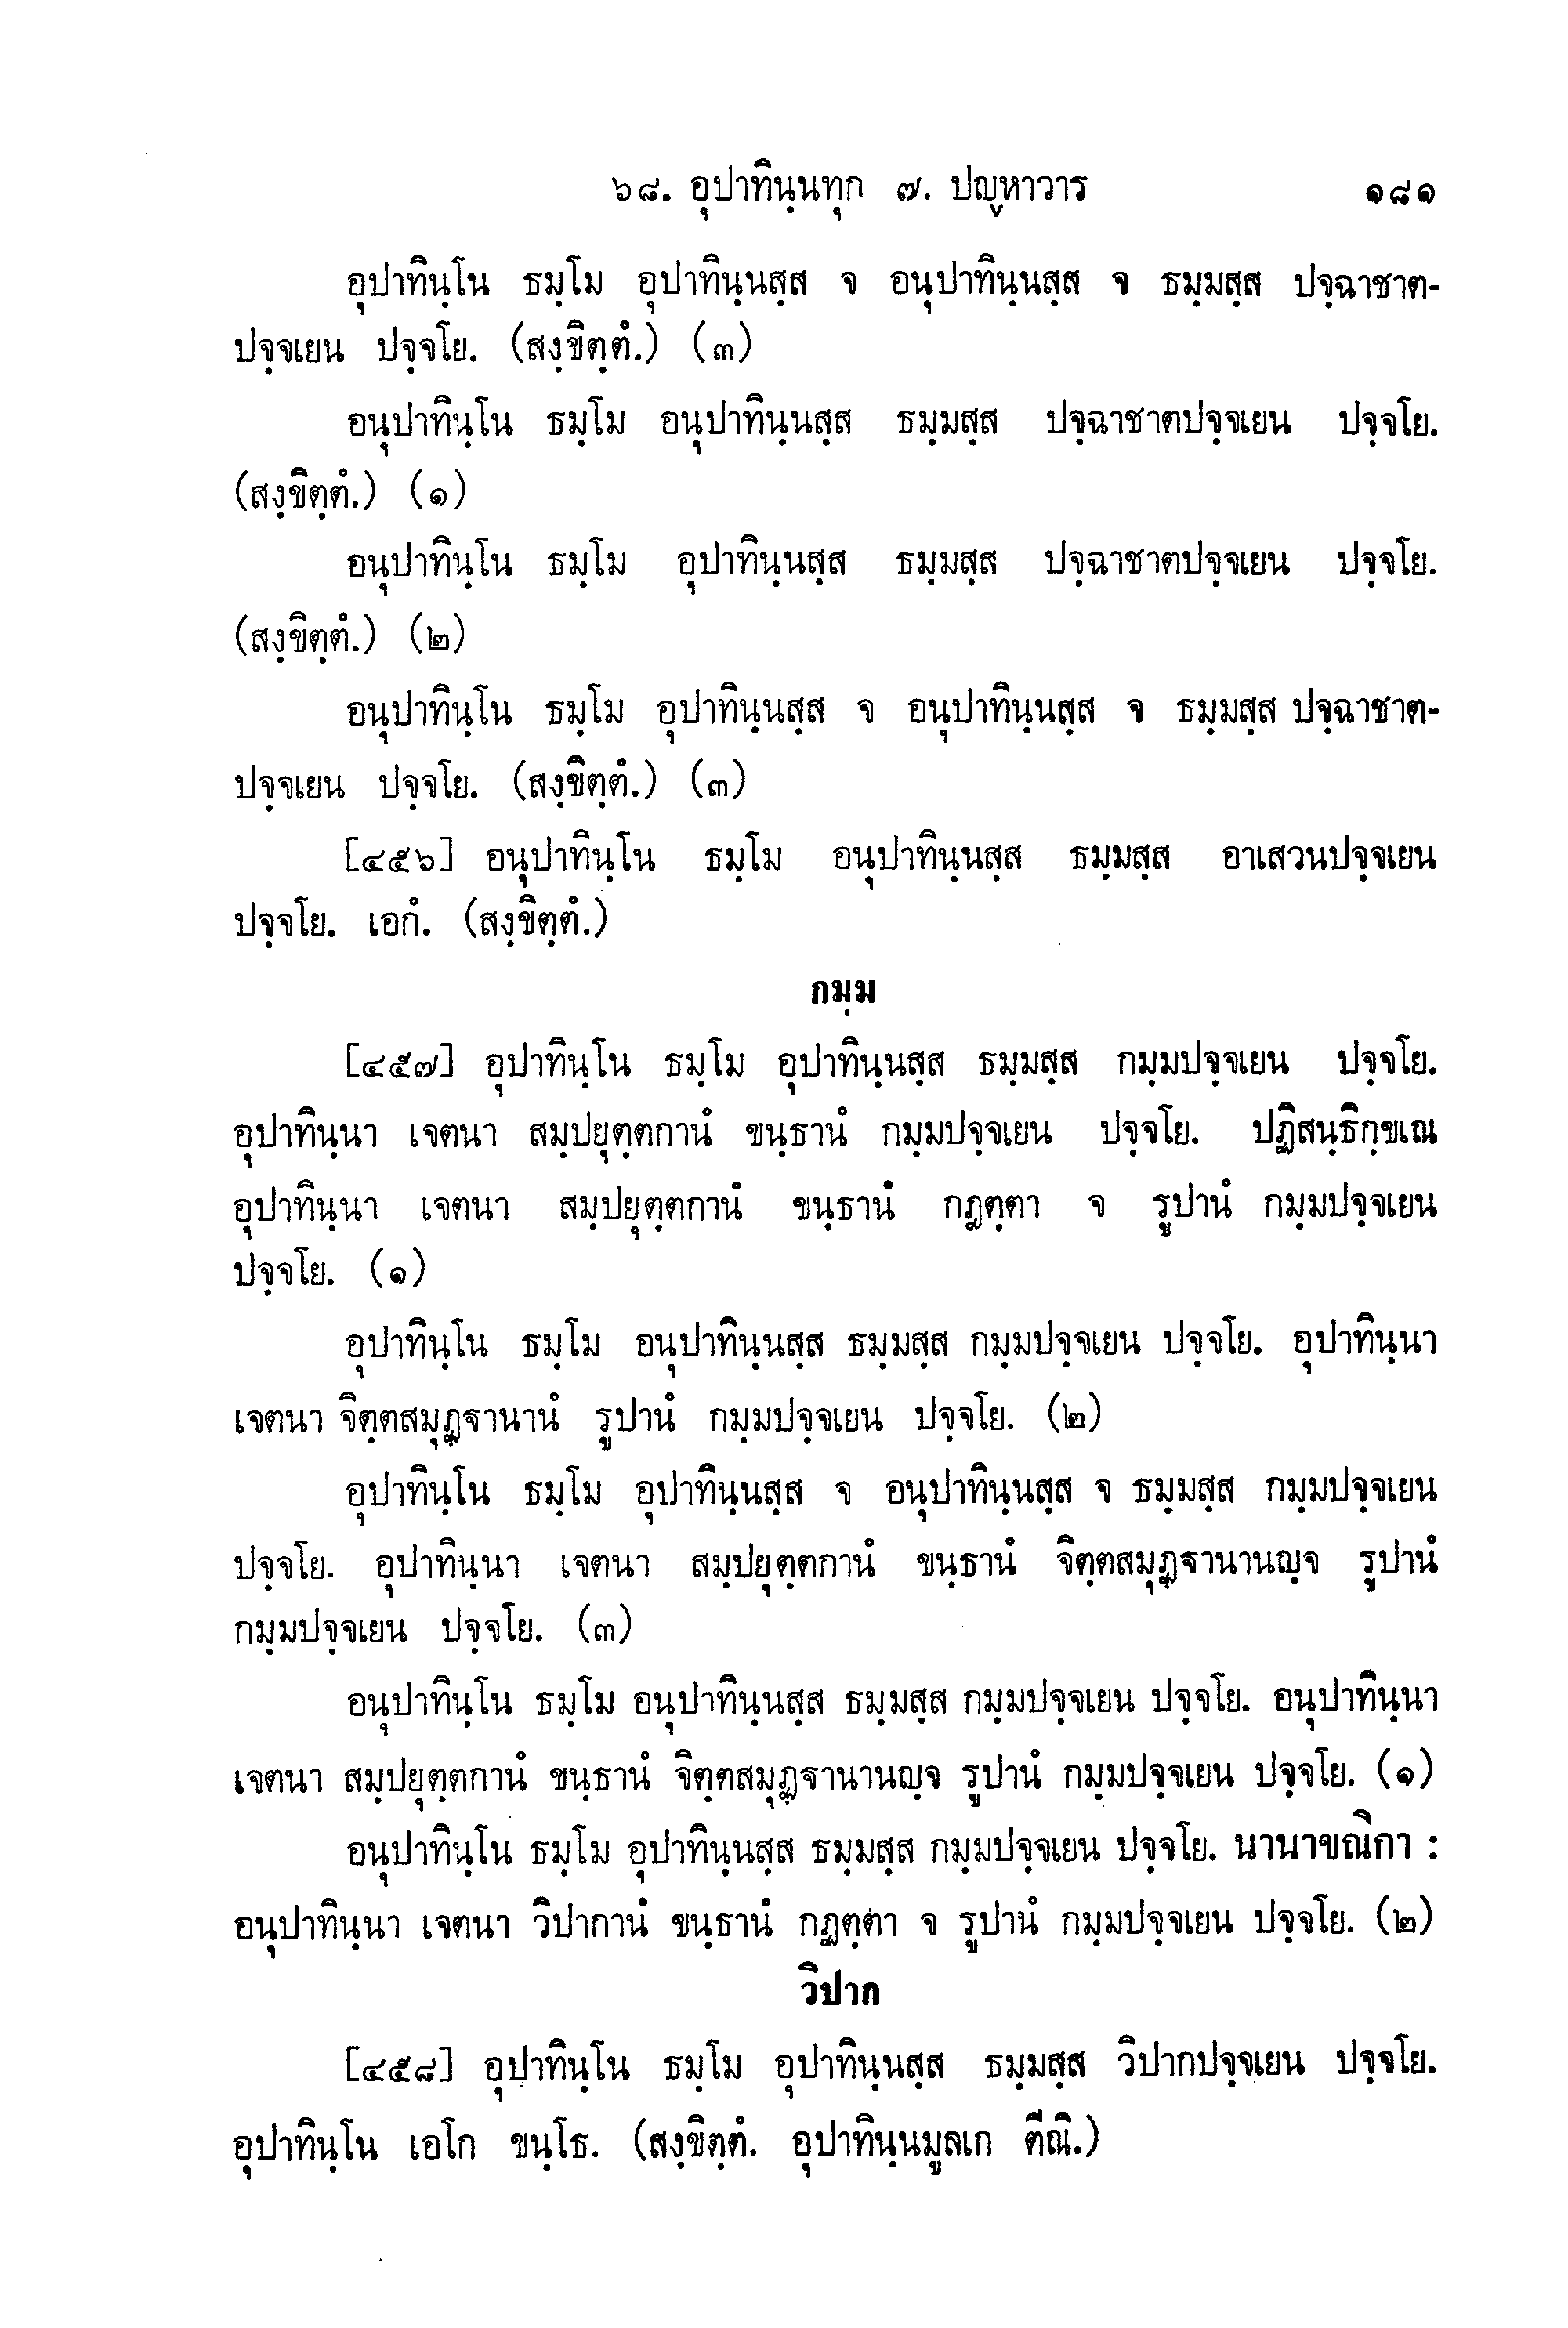 ๖๘. อุปาทินฺนทุก ๗. ปญฺหาวาร ๑๘๑
อุปาทินฺโน ธมฺโม อุปาทินฺนสฺส จ อนุปาทินฺนสฺส จ ธมฺมสฺส ปจฺฉาชาต-
ปจฺจเยน ปจฺจโย. (สงฺขิตฺตํ.) (๓)
อนุปาทินฺโน ธมฺโม อนุปาทินฺนสฺส ธมฺมสฺส ปจฺฉาชาตปจฺจเยน ปจฺจโย.
(สงฺขิตฺตํ.) (๑)
อนุปาทินฺโน ธมฺโม อุปาทินฺนสฺส ธมฺมสฺส ปจฺฉาชาตปจฺจเยน ปจฺจโย.
(สงฺขิตฺตํ.) (๒)
อนุปาทินฺโน ธมฺโม อุปาทินฺนสฺส จ อนุปาทินฺนสฺส จ ธมฺมสฺส ปจฺฉาชาต-
ปจฺจเยน ปจฺจโย. (สงฺขิตฺตํ.) (๓)
[๔๕๖] อนุปาทินฺโน ธมฺโม อนุปาทินฺนสฺส ธมฺมสฺส อาเสวนปจฺจเยน
ปจฺจโย. เอกํ. (สงฺขิตฺตํ.)
กมฺม
[๔๕๗] อุปาทินฺโน ธมฺโม อุปาทินฺนสฺส ธมฺมสฺส กมฺมปจฺจเยน ปจฺจโย.
อุปาทินฺนา เจตนา สมฺปยุตฺตกานํ ขนฺธานํ กมฺมปจฺจเยน ปจฺจโย. ปฏิสนฺธิกฺขเณ
อุปาทินฺนา เจตนา สมฺปยุตฺตกานํ ขนฺธานํ กฏตฺตา จ รูปานํ กมฺมปจฺจเยน
ปจฺจโย. (๑)
อุปาทินฺโน ธมฺโม อนุปาทินฺนสฺส ธมฺมสฺส กมฺมปจฺจเยน ปจฺจโย. อุปาทินฺนา
เจตนา จิตฺตสมุฏฺฐานานํ รูปานํ กมฺมปจฺจเยน ปจฺจโย. (๒)
อุปาทินฺโน ธมฺโม อุปาทินฺนสฺส จ อนุปาทินฺนสฺส จ ธมฺมสฺส กมฺมปจฺจเยน
ปจฺจโย. อุปาทินฺนา เจตนา สมฺปยุตฺตกานํ ขนฺธานํ จิตฺตสมุฏฺฐานานญฺจ รูปานํ
กมฺมปจฺจเยน ปจฺจโย. (๓)
อนุปาทินฺโน ธมฺโม อนุปาทินฺนสฺส ธมฺมสฺส กมฺมปจฺจเยน ปจฺจโย. อนุปาทินฺนา
เจตนา สมฺปยุตฺตกานํ ขนฺธานํ จิตฺตสมุฏฺฐานานญฺจ รูปานํ กมฺมปจฺจเยน ปจฺจโย. (๑)
อนุปาทินฺโน ธมฺโม อุปาทินฺนสฺส ธมฺมสฺส กมฺมปจฺจเยน ปจฺจโย. นานาขณิกา :
อนุปาทินฺนา เจตนา วิปากานํ ขนฺธานํ กฏตฺตา จ รูปานํ กมฺมปจฺจเยน ปจฺจโย. (๒)
วิปาก
[๔๕๘] อุปาทินฺโน ธมฺโม อุปาทินฺนสฺส ธมฺมสฺส วิปากปจฺจเยน ปจฺจโย.
อุปาทินฺโน เอโก ขนฺโธ. (สงฺขิตฺตํ. อุปาทินฺนมูลเก ตีณิ.)